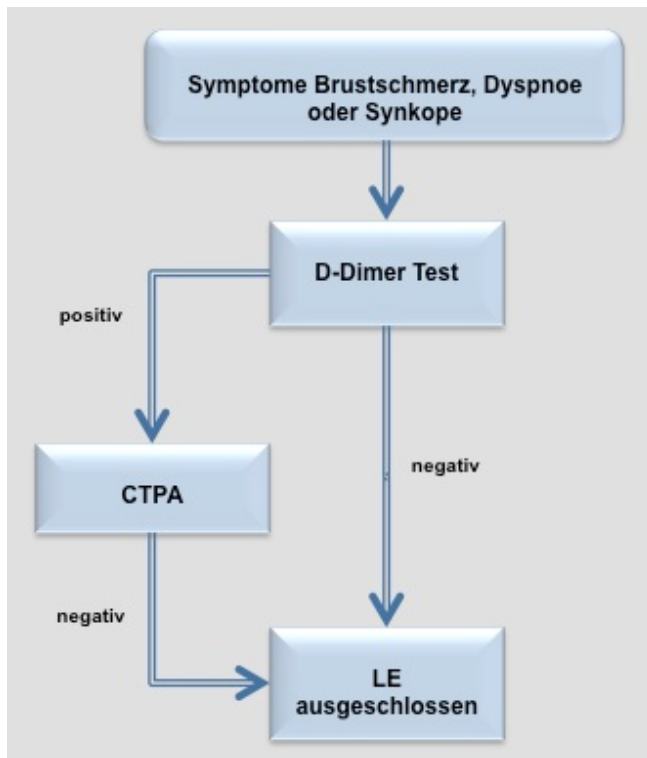 Symptome Brustschmerz, Dyspnoe
oder Synkope
D-Dimer Test
positiv
CTPA
negativ
negativ
LE
ausgeschlossen